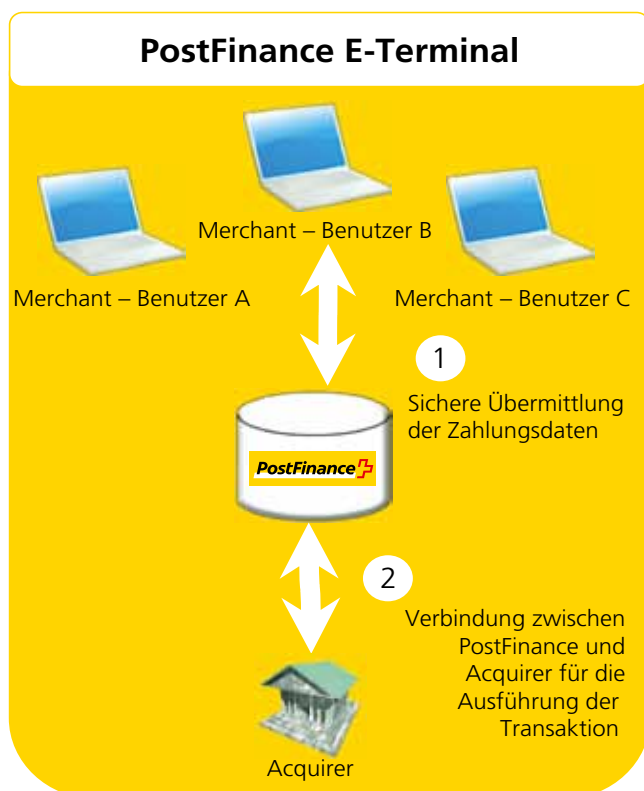 PostFinance E-Terminal
Merchant – Benutzer B
Merchant – Benutzer A
Merchant – Benutzer C
1
Sichere Übermittlung
der Zahlungsdaten
PostFinance
2
Verbindung zwischen
PostFinance und
Acquirer für die
Ausführung der
Transaktion
Acquirer